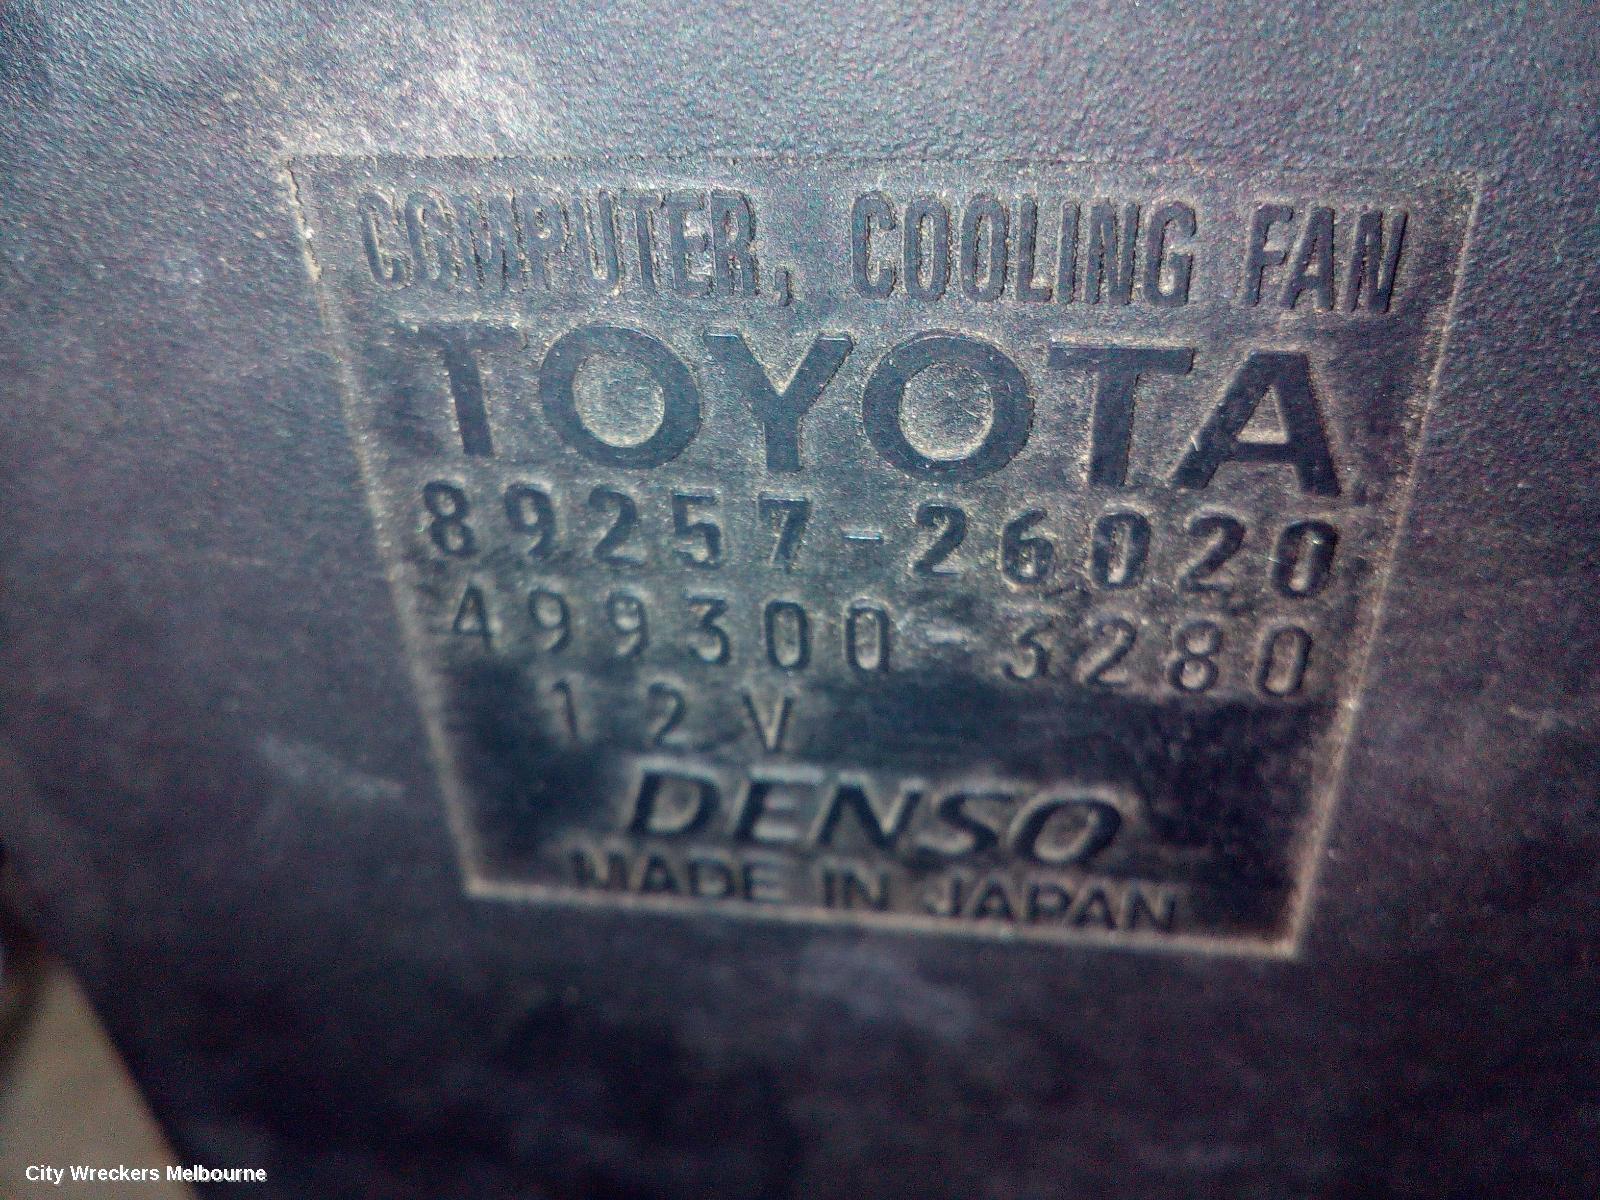 COMPUTER, COOLING FAN
TOYOTA
89257-26020
499300-3280
12V
DENSO
MADE IN JAPAN
City Wreckers Melbourne